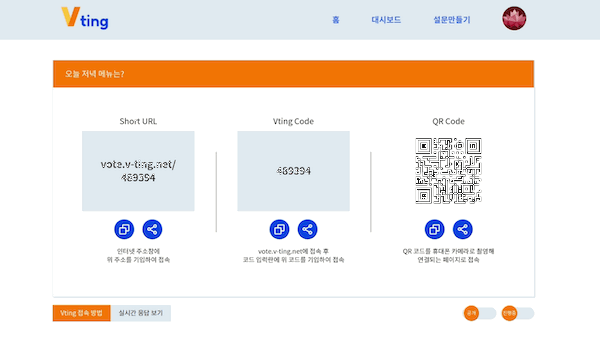 Vting
홈
대시보드
설문만들기
오늘 저녁 메뉴는?
Short URL
vote.v-ting.net/
489394
인터넷 주소창에
위 주소를 기입하여 접속
Vting Code
489394
vote.v-ting.net에 접속 후
코드 입력란에 위 코드를 기입하여 접속
QR Code
QR 코드를 휴대폰 카메라로 촬영해
연결되는 페이지로 접속
Vting 접속 방법
실시간 응답 보기
공개
진행중